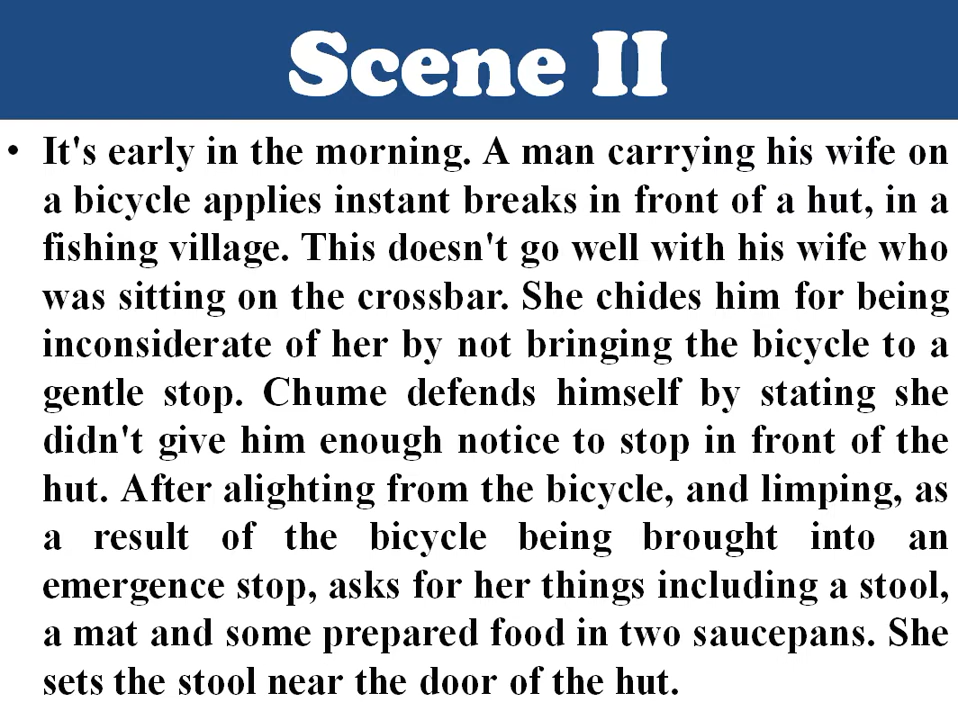 Scene II
• It's early in the morning. A man carrying his wife on
a bicycle applies instant breaks in front of a hut, in a
fishing village. This doesn't go well with his wife who
was sitting on the crossbar. She chides him for being
inconsiderate of her by not bringing the bicycle to a
gentle stop. Chume defends himself by stating she
didn't give him enough notice to stop in front of the
hut. After alighting from the bicycle, and limping, as
a result of the bicycle being brought into an
emergence stop, asks for her things including a stool,
a mat and some prepared food in two saucepans. She
sets the stool near the door of the hut.